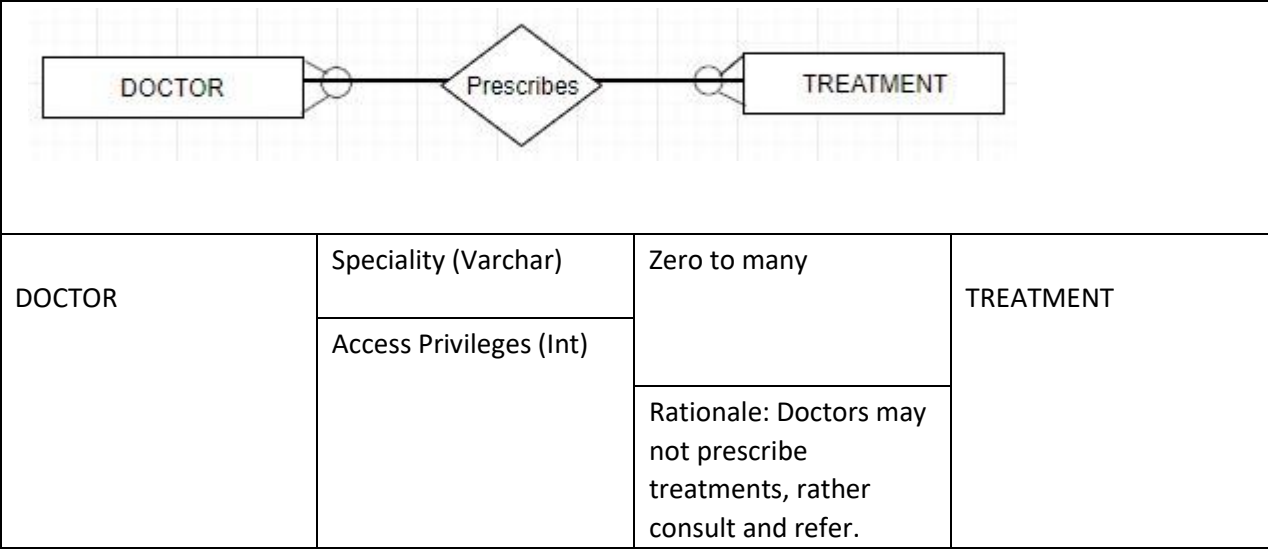 DOCTOR
Prescribes
TREATMENT
DOCTOR
Speciality (Varchar)
Access Privileges (Int)
Zero to many
Rationale: Doctors may
not prescribe
treatments, rather
consult and refer.
TREATMENT